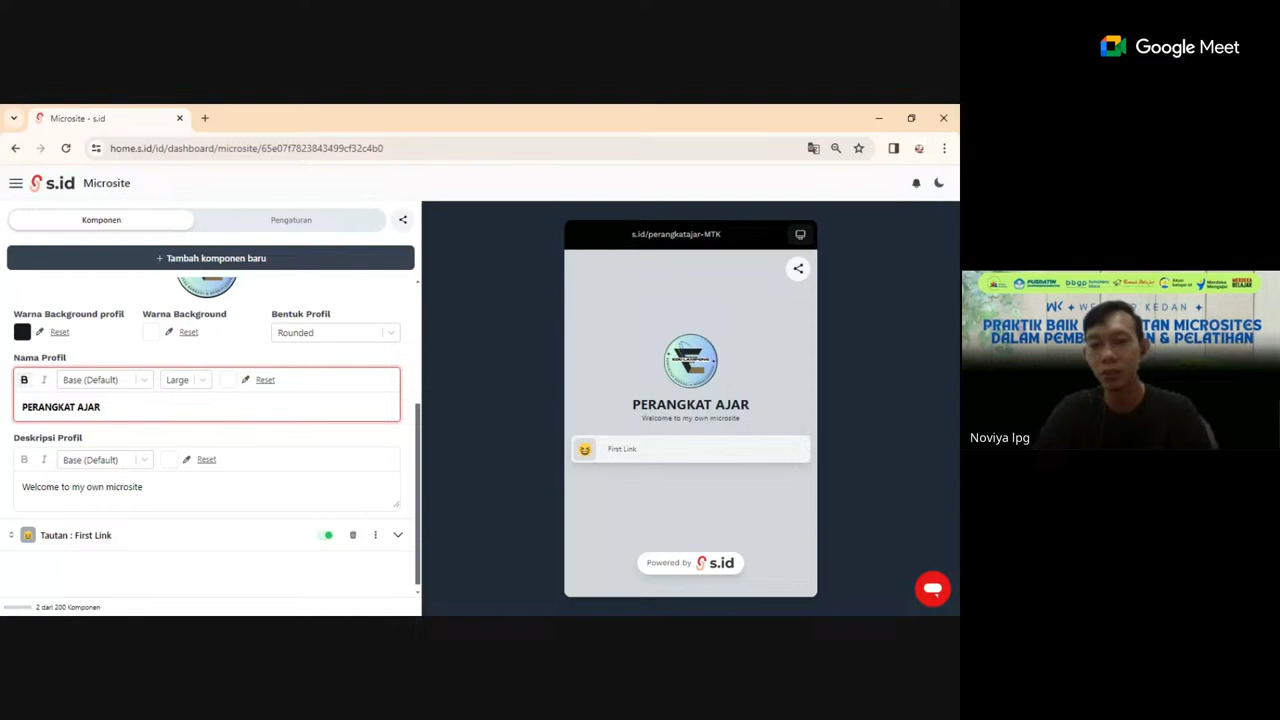 Google Meet
Microsite - s.id
home.s.id/id/dashboard/microsite/65e07f7823843499cf32c4b0
s.id Microsite
Komponen
Pengaturan
+ Tambah komponen baru
Warna Background profil
Warna Background
Bentuk Profil
Reset
Reset
Rounded
Nama Profil
B I Base (Default) Large Reset
PERANGKAT AJAR
Deskripsi Profil
B I Base (Default) Reset
Welcome to my own microsite
Tautan : First Link
2 dari 200 Komponen
s.id/perangkatajar-MTK
PERANGKAT AJAR
Welcome to my own microsite
First Link
Powered by s.id
PUSDATIN
bbgp
PRAKTIK BAIK
MICROSITES
DALAM
PELATIHAN
Noviya lpg